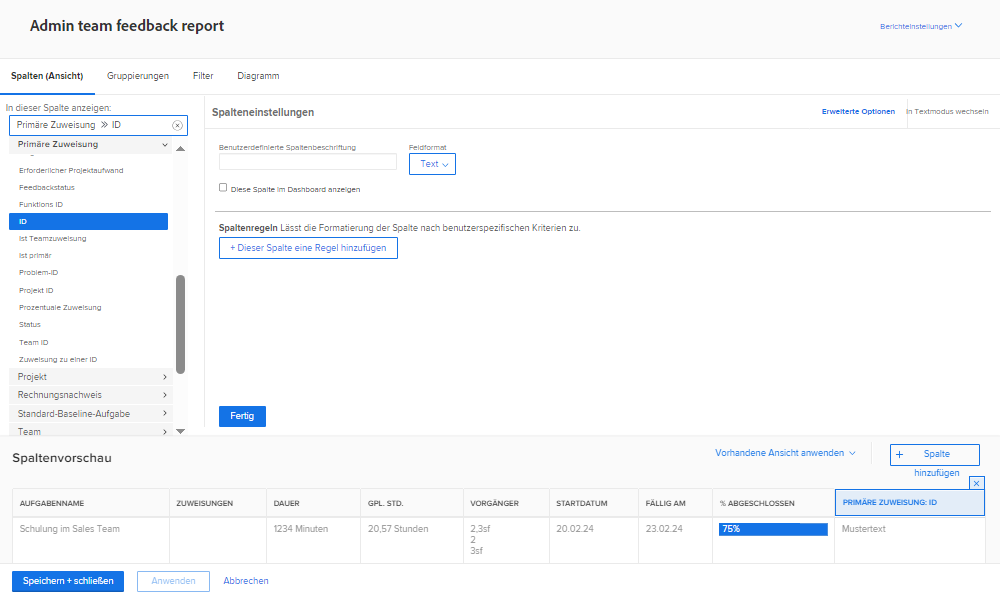 Admin team feedback report
Berichteinstellungen
Spalten (Ansicht)
Gruppierungen
Filter
Diagramm
In dieser Spalte anzeigen:
Primäre Zuweisung » ID
Primäre Zuweisung
Erforderlicher Projektaufwand
Feedbackstatus
Funktions ID
ID
Ist Teamzuweisung
Ist primär
Problem-ID
Projekt ID
Prozentuale Zuweisung
Status
Team ID
Zuweisung zu einer ID
Projekt
Rechnungsnachweis
Standard-Baseline-Aufgabe
Team
Spalteneinstellungen
Erweiterte Optionen
In Textmodus wechseln
Benutzerdefinierte Spaltenbeschriftung
Feldformat
Text
Diese Spalte im Dashboard anzeigen
Spaltenregeln Lässt die Formatierung der Spalte nach benutzerspezifischen Kriterien zu.
+ Dieser Spalte eine Regel hinzufügen
Fertig
Spaltenvorschau
Vorhandene Ansicht anwenden
+ Spalte
hinzufügen
AUFGABENNAME ZUWEISUNGEN DAUER GPL. STD. VORGÄNGER STARTDATUM FÄLLIG AM % ABGESCHLOSSEN PRIMÄRE ZUWEISUNG: ID
Schulung im Sales Team 1234 Minuten 20,57 Stunden 2,3sf 20.02.24 23.02.24 75% Mustertext
2
3sf
Speichern + schließen
Anwenden
Abbrechen